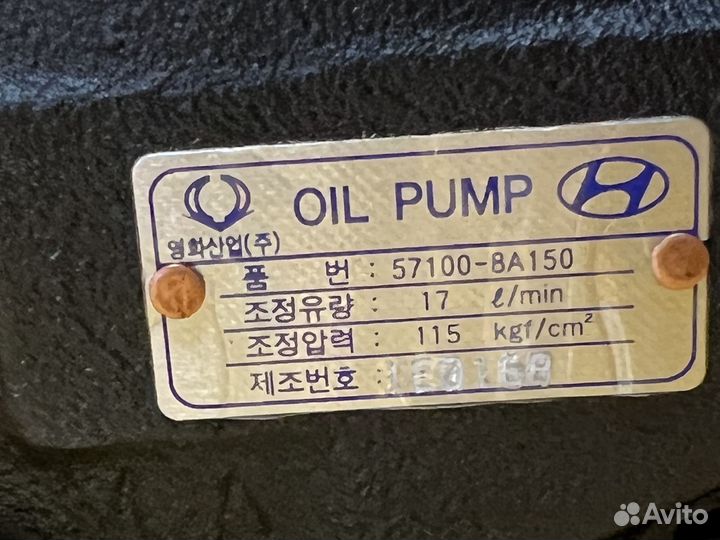 OIL PUMP
영화산업(주)
품 번 : 57100-8A150
조정유량 : 17 ℓ/min
조정압력 : 115 kgf/cm²
제조번호 :
Avito